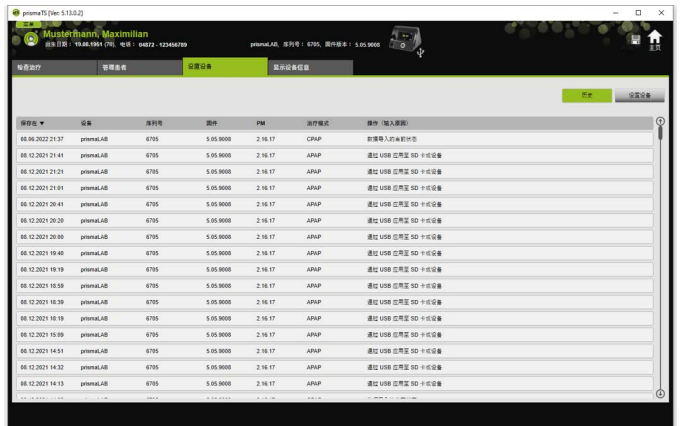 prismaTS [Ver: 5.13.0.2]
Mustermann, Maximilian
出生日期: 19.08.1951 (70), 电话: 04872 - 123456789
prismaLAB, 序列号: 6705, 固件版本: 5.05.9008
主页
检查治疗 管理患者 设置设备 显示设备信息
历史 设置设备
保存在 ▼ 设备 序列号 固件 PM 治疗模式 操作 (输入原因)
08.06.2022 21:37 prismaLAB 6705 5.05.9008 2.16.17 CPAP 数据导入的当前状态
08.12.2021 21:41 prismaLAB 6705 5.05.9008 2.16.17 APAP 通过 USB 应用至 SD 卡或设备
08.12.2021 21:21 prismaLAB 6705 5.05.9008 2.16.17 APAP 通过 USB 应用至 SD 卡或设备
08.12.2021 21:01 prismaLAB 6705 5.05.9008 2.16.17 APAP 通过 USB 应用至 SD 卡或设备
08.12.2021 20:41 prismaLAB 6705 5.05.9008 2.16.17 APAP 通过 USB 应用至 SD 卡或设备
08.12.2021 20:20 prismaLAB 6705 5.05.9008 2.16.17 APAP 通过 USB 应用至 SD 卡或设备
08.12.2021 20:00 prismaLAB 6705 5.05.9008 2.16.17 APAP 通过 USB 应用至 SD 卡或设备
08.12.2021 19:40 prismaLAB 6705 5.05.9008 2.16.17 APAP 通过 USB 应用至 SD 卡或设备
08.12.2021 19:19 prismaLAB 6705 5.05.9008 2.16.17 APAP 通过 USB 应用至 SD 卡或设备
08.12.2021 18:59 prismaLAB 6705 5.05.9008 2.16.17 APAP 通过 USB 应用至 SD 卡或设备
08.12.2021 18:39 prismaLAB 6705 5.05.9008 2.16.17 APAP 通过 USB 应用至 SD 卡或设备
08.12.2021 18:19 prismaLAB 6705 5.05.9008 2.16.17 APAP 通过 USB 应用至 SD 卡或设备
08.12.2021 15:09 prismaLAB 6705 5.05.9008 2.16.17 APAP 通过 USB 应用至 SD 卡或设备
08.12.2021 14:51 prismaLAB 6705 5.05.9008 2.16.17 APAP 通过 USB 应用至 SD 卡或设备
08.12.2021 14:32 prismaLAB 6705 5.05.9008 2.16.17 APAP 通过 USB 应用至 SD 卡或设备
08.12.2021 14:13 prismaLAB 6705 5.05.9008 2.16.17 APAP 通过 USB 应用至 SD 卡或设备